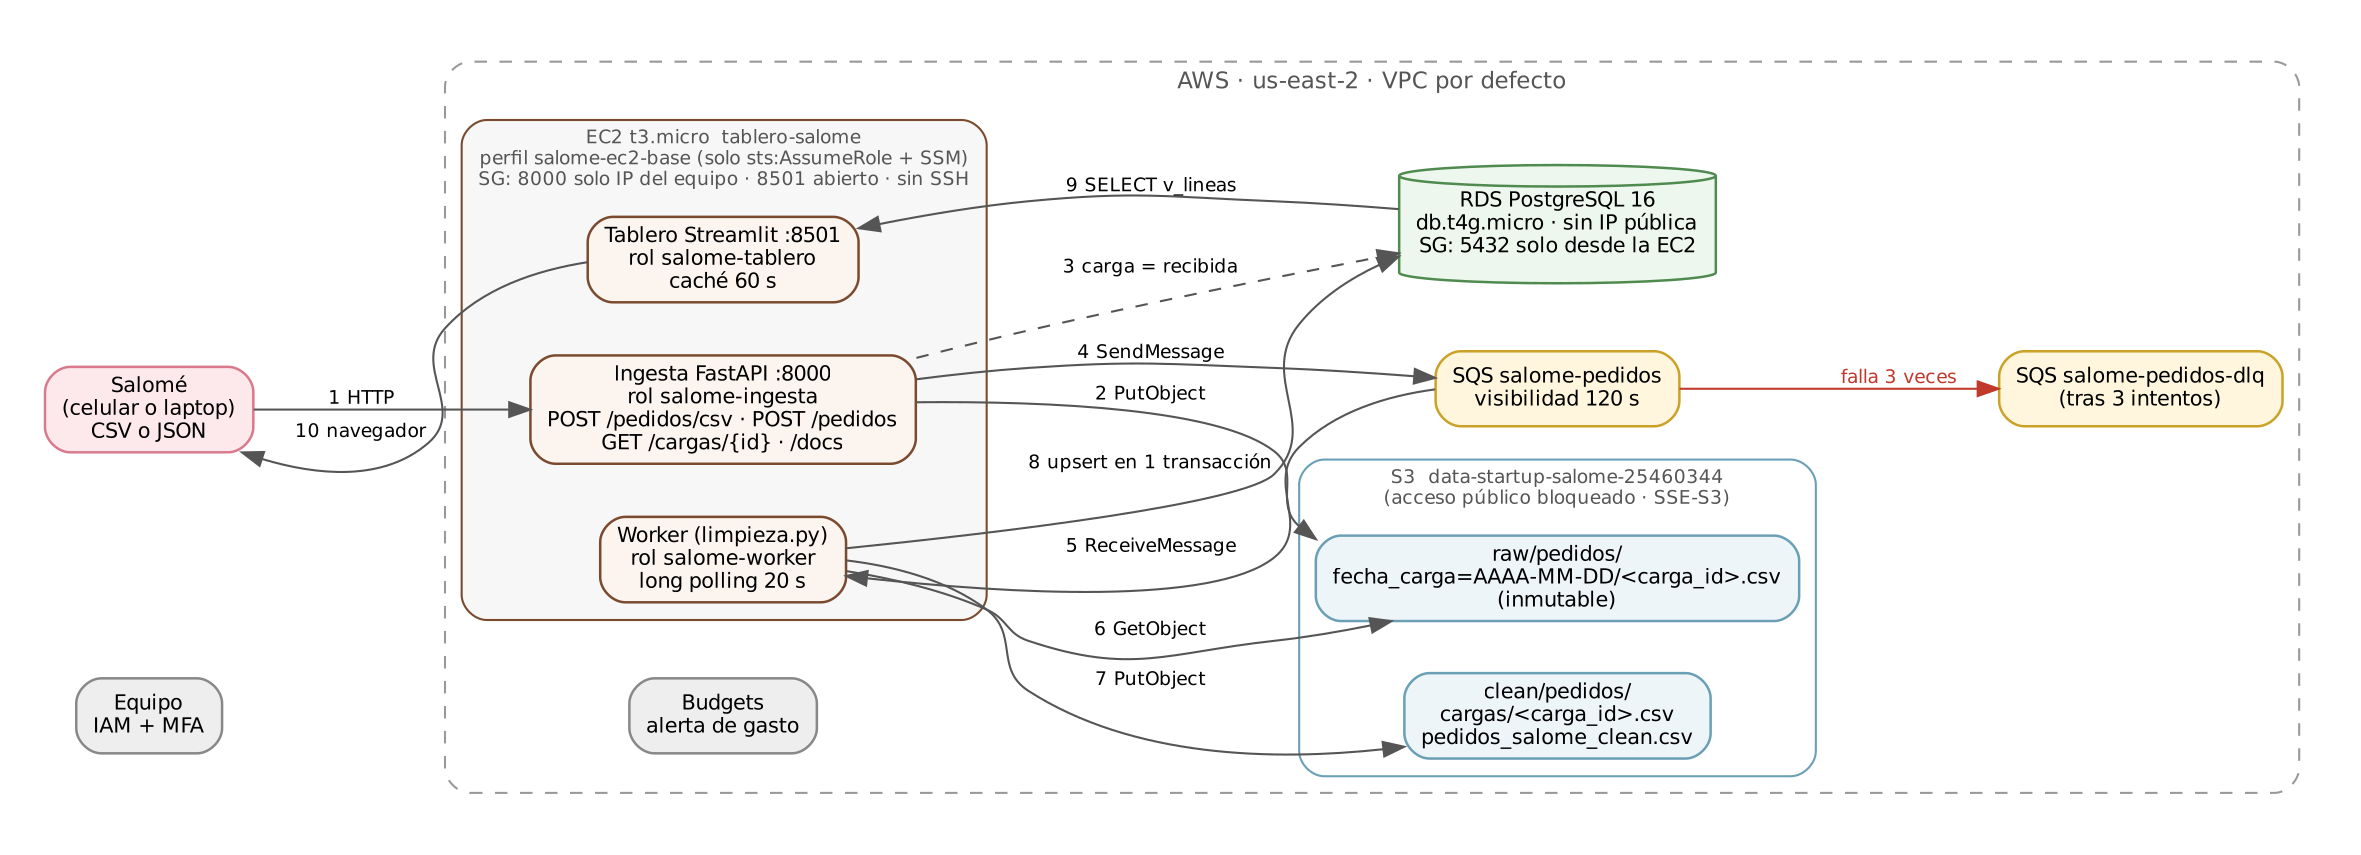 AWS · us-east-2 · VPC por defecto
EC2 t3.micro  tablero-salome
perfil salome-ec2-base (solo sts:AssumeRole + SSM)
SG: 8000 solo IP del equipo · 8501 abierto · sin SSH
Tablero Streamlit :8501
rol salome-tablero
caché 60 s
9 SELECT v_lineas
RDS PostgreSQL 16
db.t4g.micro · sin IP pública
SG: 5432 solo desde la EC2
3 carga = recibida
Salomé
(celular o laptop)
CSV o JSON
1 HTTP
10 navegador
Ingesta FastAPI :8000
rol salome-ingesta
POST /pedidos/csv · POST /pedidos
GET /cargas/{id} · /docs
4 SendMessage
2 PutObject
SQS salome-pedidos
visibilidad 120 s
falla 3 veces
SQS salome-pedidos-dlq
(tras 3 intentos)
8 upsert en 1 transacción
S3  data-startup-salome-25460344
(acceso público bloqueado · SSE-S3)
Worker (limpieza.py)
rol salome-worker
long polling 20 s
5 ReceiveMessage
raw/pedidos/
fecha_carga=AAAA-MM-DD/<carga_id>.csv
(inmutable)
6 GetObject
7 PutObject
Equipo
IAM + MFA
Budgets
alerta de gasto
clean/pedidos/
cargas/<carga_id>.csv
pedidos_salome_clean.csv